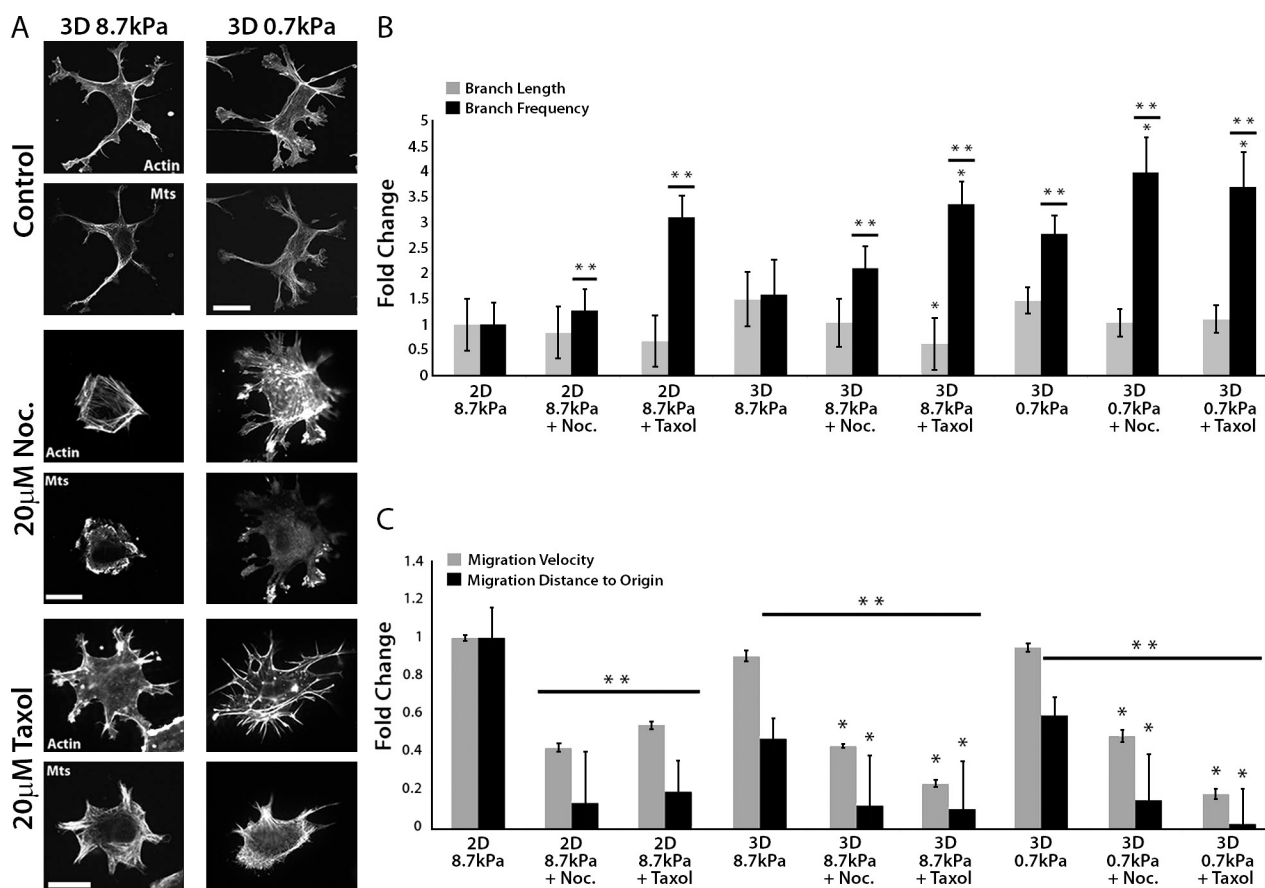 A
3D 8.7kPa
3D 0.7kPa
Control
Actin
Mts
20μM Noc.
Actin
Mts
20μM Taxol
Actin
Mts
B
Branch Length
Branch Frequency
Fold Change
5
4.5
4
3.5
3
2.5
2
1.5
1
0.5
0
* *
* *
* *
* *
*
*
* *
* *
*
* *
*
2D 8.7kPa
2D 8.7kPa + Noc.
2D 8.7kPa + Taxol
3D 8.7kPa
3D 8.7kPa + Noc.
3D 8.7kPa + Taxol
3D 0.7kPa
3D 0.7kPa + Noc.
3D 0.7kPa + Taxol
C
Migration Velocity
Migration Distance to Origin
Fold Change
1.4
1.2
1
0.8
0.6
0.4
0.2
0
* *
* *
* *
* *
* *
* *
* *
2D 8.7kPa
2D 8.7kPa + Noc.
2D 8.7kPa + Taxol
3D 8.7kPa
3D 8.7kPa + Noc.
3D 8.7kPa + Taxol
3D 0.7kPa
3D 0.7kPa + Noc.
3D 0.7kPa + Taxol